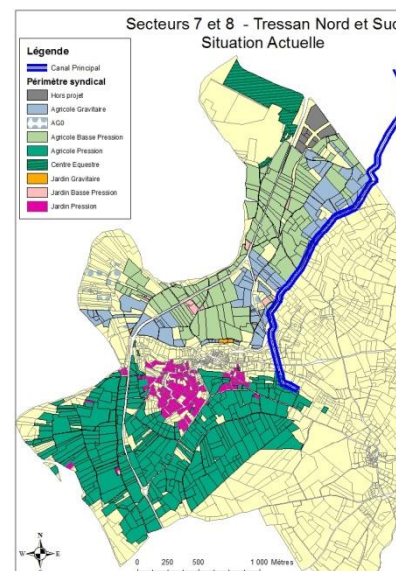 Secteurs 7 et 8 - Tressan Nord et Sud
Situation Actuelle
Légende
Canal Principal
Périmètre syndical
Hors projet
Agricole Gravitaire
AG0
Agricole Basse Pression
Agricole Pression
Centre Equestre
Jardin Gravitaire
Jardin Basse Pression
Jardin Pression
N
W E
S
0 250 500 1 000 Mètres